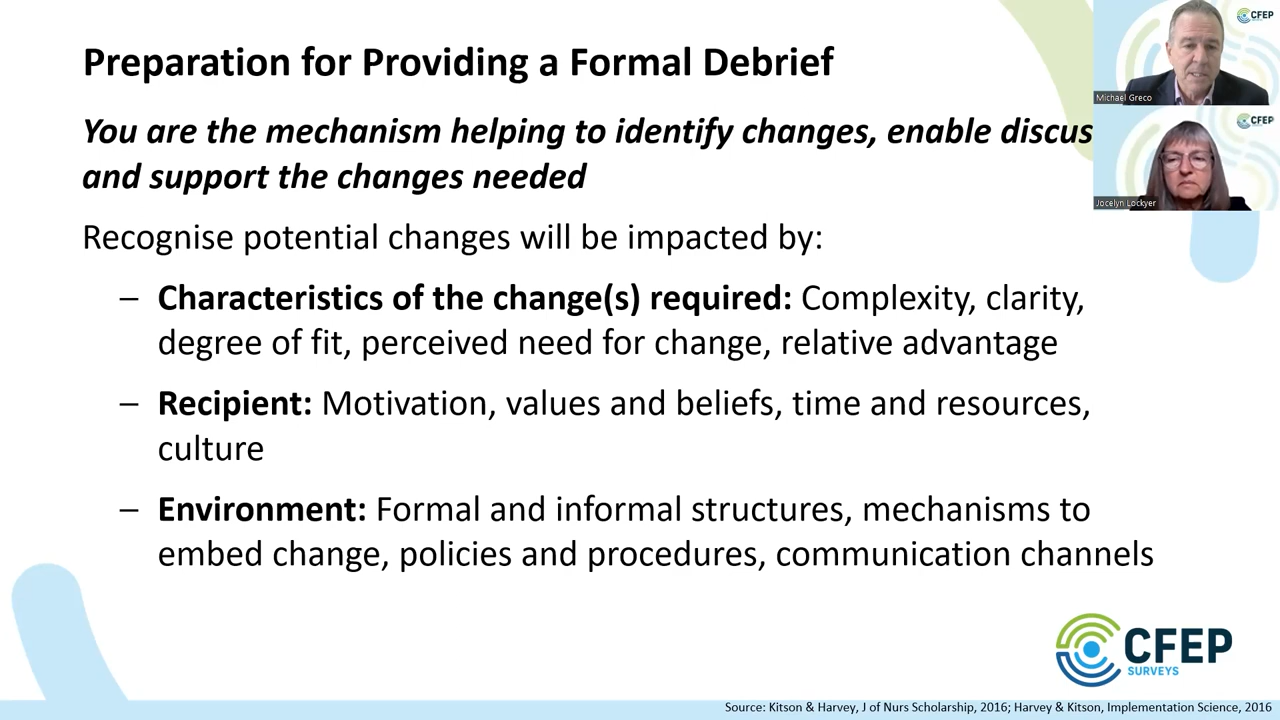 Preparation for Providing a Formal Debrief
You are the mechanism helping to identify changes, enable discus
and support the changes needed
Recognise potential changes will be impacted by:
– Characteristics of the change(s) required: Complexity, clarity,
degree of fit, perceived need for change, relative advantage
– Recipient: Motivation, values and beliefs, time and resources,
culture
– Environment: Formal and informal structures, mechanisms to
embed change, policies and procedures, communication channels
CFEP
SURVEYS
Source: Kitson & Harvey, J of Nurs Scholarship, 2016; Harvey & Kitson, Implementation Science, 2016
CFEP
Michael Greco
CFEP
Jocelyn Lockyer